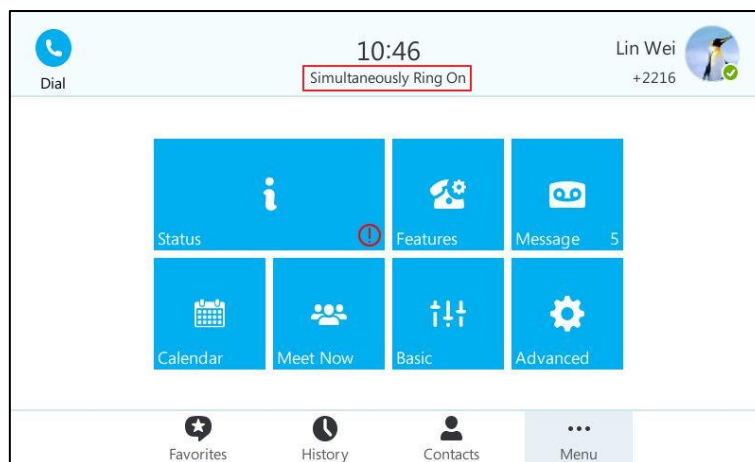 10:46
Simultaneously Ring On
Dial
Lin Wei
+2216
Status
Features
Message 5
Calendar
Meet Now
Basic
Advanced
Favorites
History
Contacts
Menu